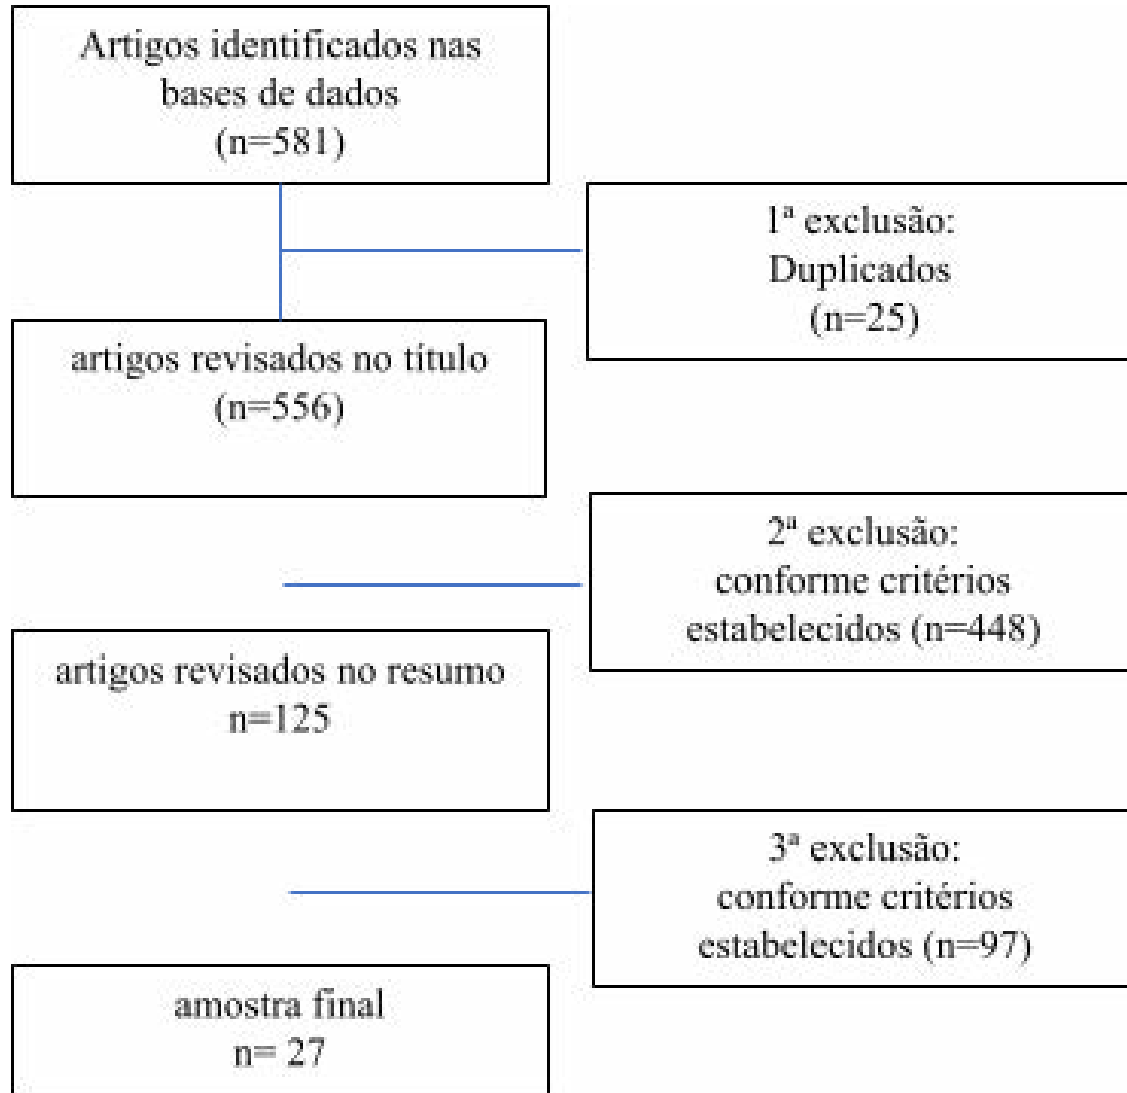 Artigos identificados nas
bases de dados
(n=581)
1ª exclusão:
Duplicados
(n=25)
artigos revisados no título
(n=556)
2ª exclusão:
conforme critérios
estabelecidos (n=448)
artigos revisados no resumo
n=125
3ª exclusão:
conforme critérios
estabelecidos (n=97)
amostra final
n= 27